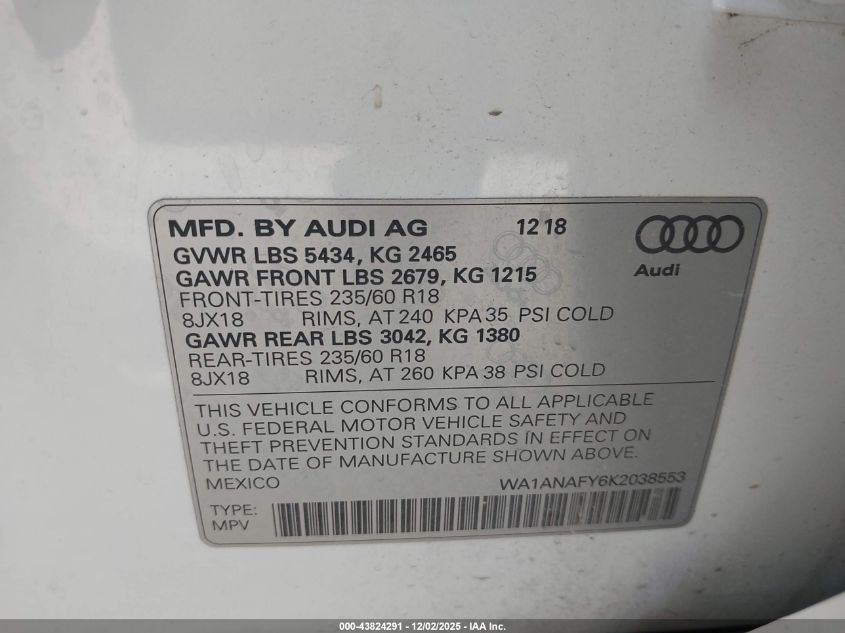 MFD. BY AUDI AG 12 18
GVWR LBS 5434, KG 2465
GAWR FRONT LBS 2679, KG 1215
Audi
FRONT-TIRES 235/60 R18
8JX18 RIMS, AT 240 KPA 35 PSI COLD
GAWR REAR LBS 3042, KG 1380
REAR-TIRES 235/60 R18
8JX18 RIMS, AT 260 KPA 38 PSI COLD
THIS VEHICLE CONFORMS TO ALL APPLICABLE
U.S. FEDERAL MOTOR VEHICLE SAFETY AND
THEFT PREVENTION STANDARDS IN EFFECT ON
THE DATE OF MANUFACTURE SHOWN ABOVE.
MEXICO WA1ANAFY6K2038553
TYPE:
MPV
000-43824291 - 12/02/2025 - IAA Inc.